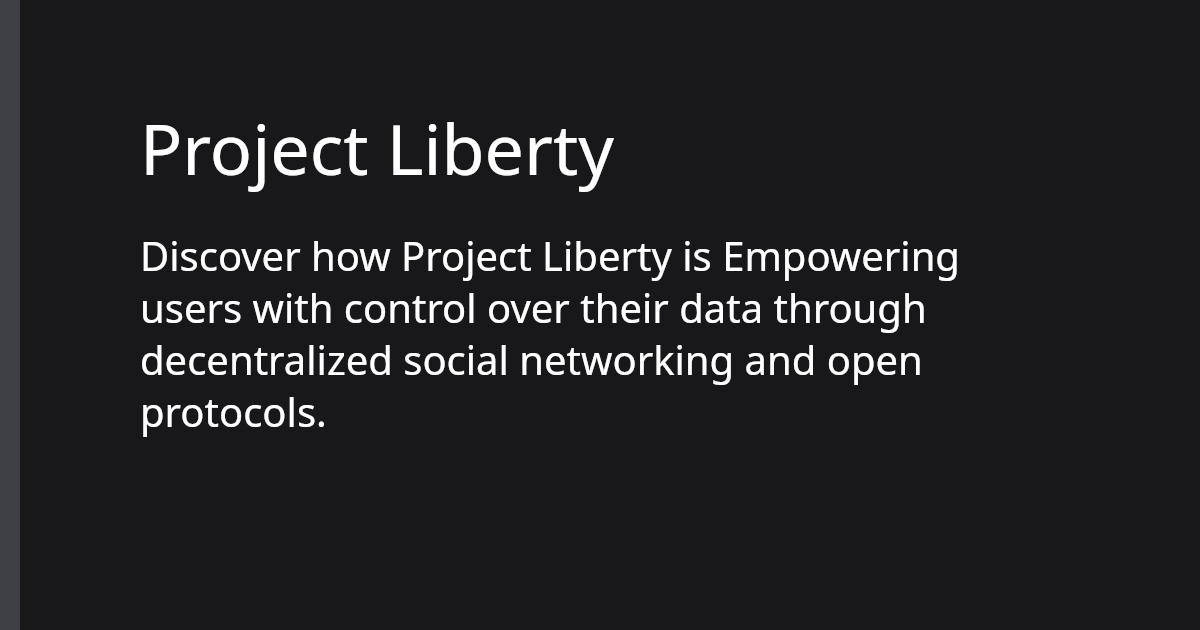 Project Liberty
Discover how Project Liberty is Empowering
users with control over their data through
decentralized social networking and open
protocols.